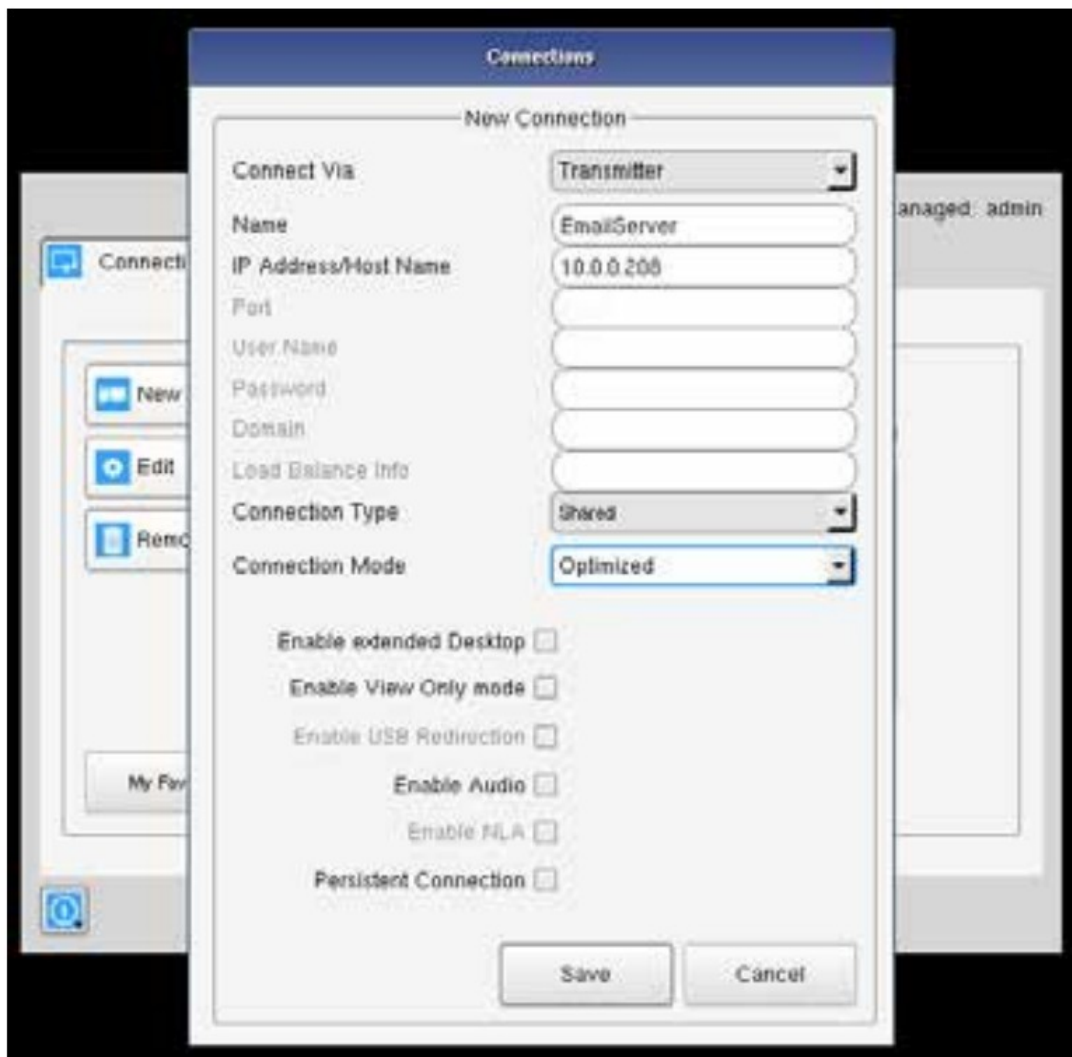 Connections
New Connection
Connect Via Transmitter
Name EmailServer
IP Address/Host Name 10.0.0.208
Port
User Name
Password
Domain
Load Balance Info
Connection Type Shared
Connection Mode Optimized
Enable extended Desktop
Enable View Only mode
Enable USB Redirection
Enable Audio
Enable NLA
Persistent Connection
Save Cancel
anaged: admin
Connecti
New
Edit
Remo
My Fav